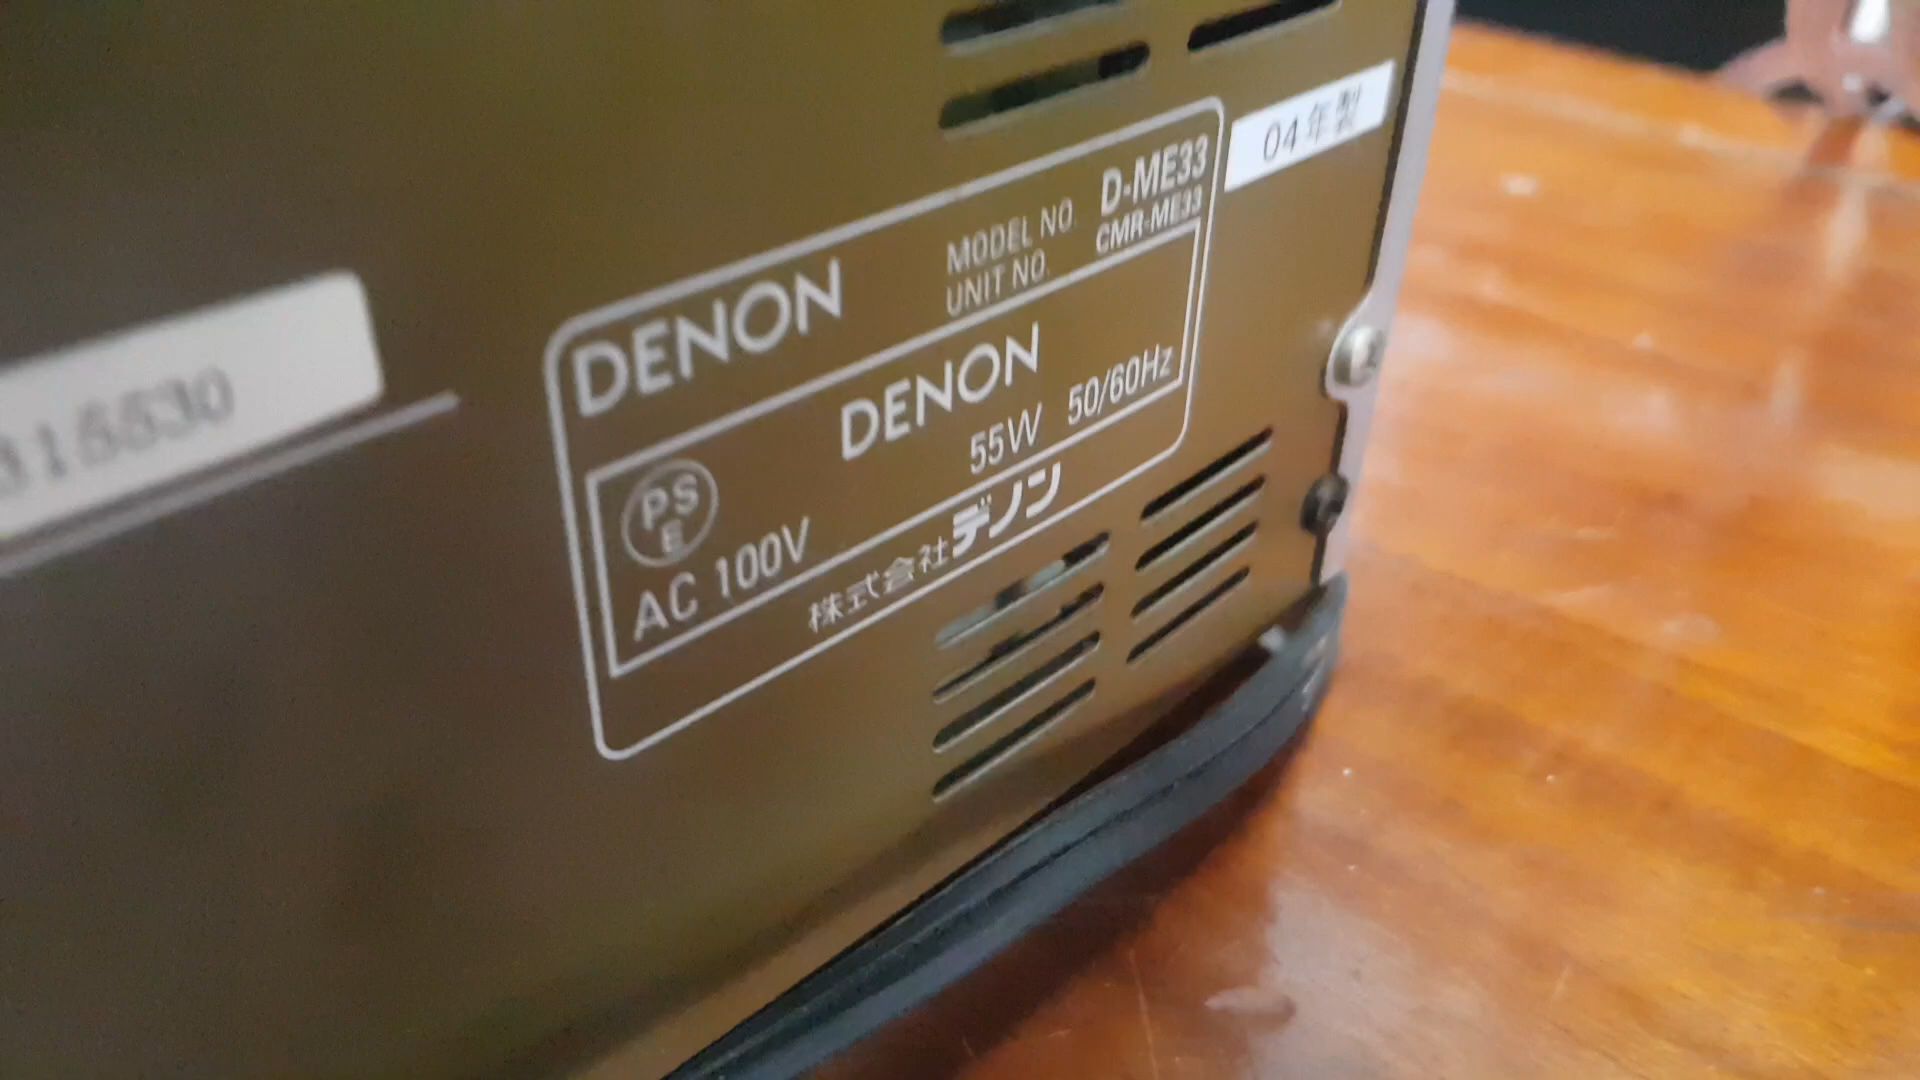 04年製
DENON
MODEL NO. D-ME33
UNIT NO. CMR-ME33
DENON
PS
E
AC 100V 55W 50/60Hz
株式会社デノン
315530